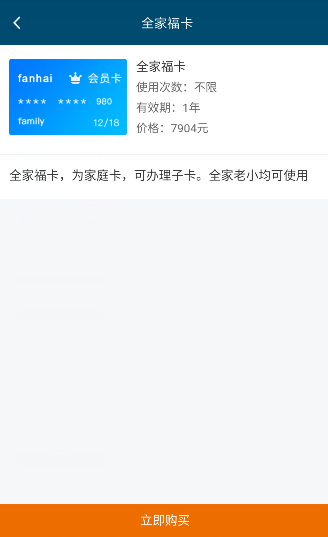 全家福卡
fanhai 会员卡
**** **** 980
family 12/18
全家福卡
使用次数：不限
有效期：1年
价格：7904元
全家福卡，为家庭卡，可办理子卡。全家老小均可使用
立即购买